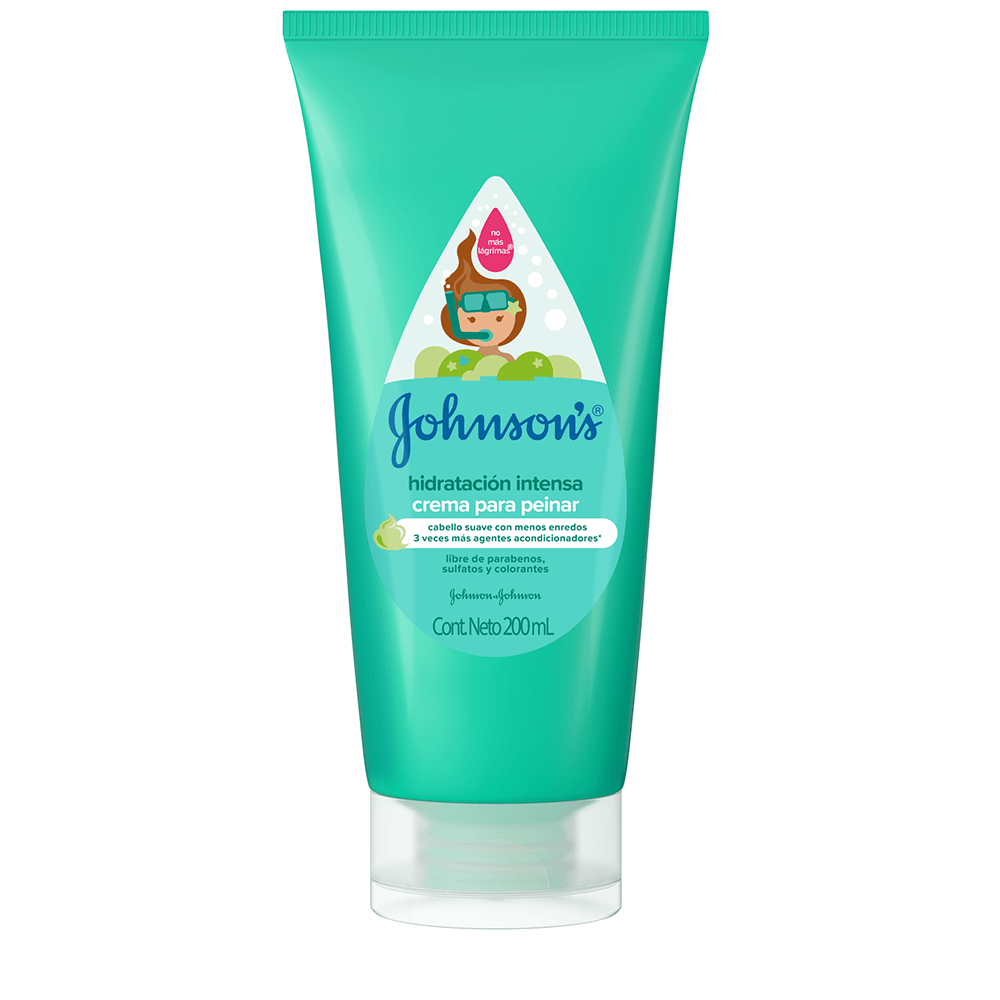 no
más
lágrimas®
Johnson's®
hidratación intensa
crema para peinar
cabello suave con menos enredos
3 veces más agentes acondicionadores*
libre de parabenos,
sulfatos y colorantes
Johnson & Johnson
Cont. Neto 200 mL